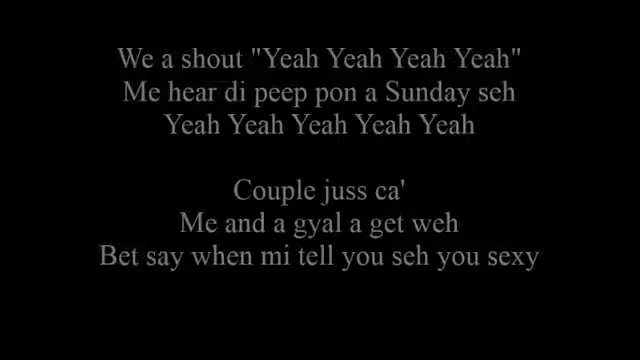 We a shout "Yeah Yeah Yeah Yeah"
Me hear di peep pon a Sunday seh
Yeah Yeah Yeah Yeah Yeah
Couple juss ca'
Me and a gyal a get weh
Bet say when mi tell you seh you sexy